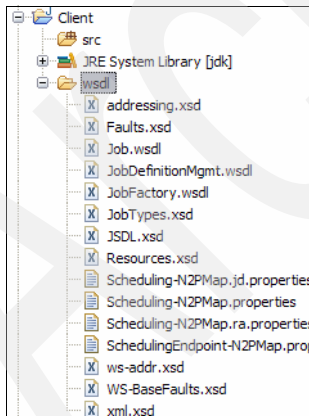 Client
src
JRE System Library [jdk]
wsdl
addressing.xsd
Faults.xsd
Job.wsdl
JobDefinitionMgmt.wsdl
JobFactory.wsdl
JobTypes.xsd
JSDL.xsd
Resources.xsd
Scheduling-N2PMap.jd.properties
Scheduling-N2PMap.properties
Scheduling-N2PMap.ra.properties
SchedulingEndpoint-N2PMap.prop
ws-addr.xsd
WS-BaseFaults.xsd
xml.xsd